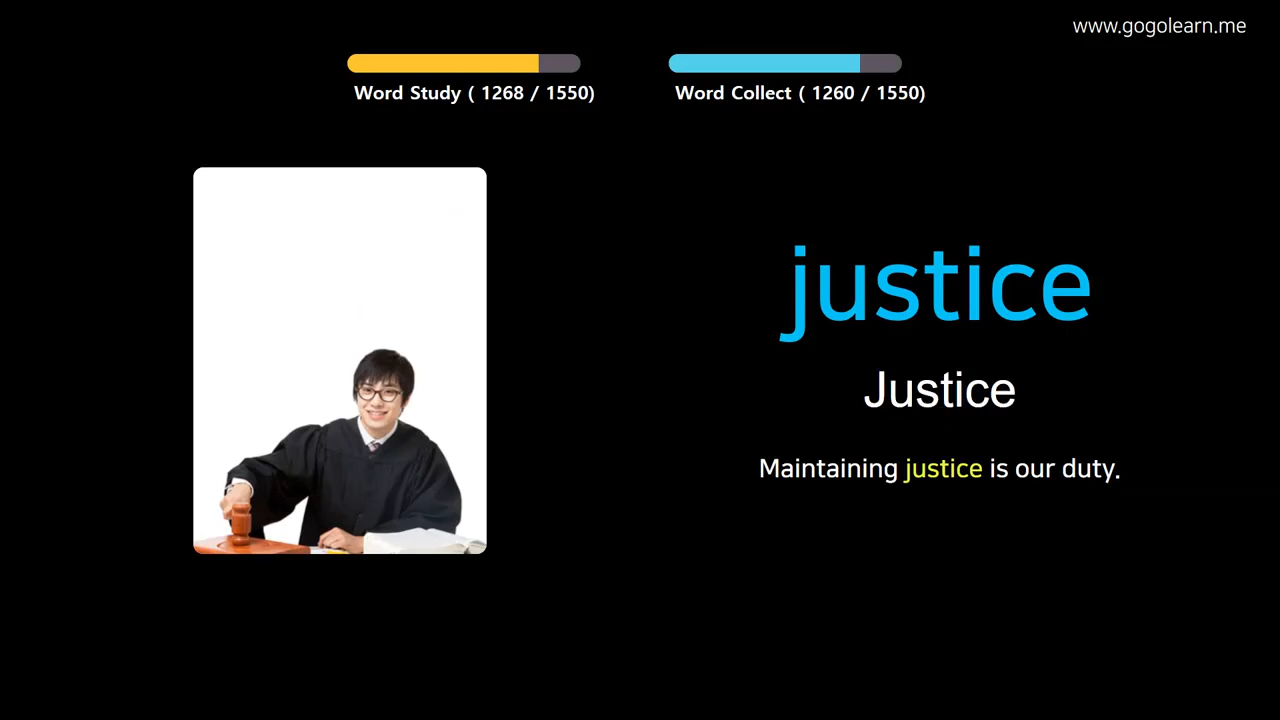 www.gogolearn.me
Word Study ( 1268 / 1550)
Word Collect ( 1260 / 1550)
justice
Justice
Maintaining justice is our duty.